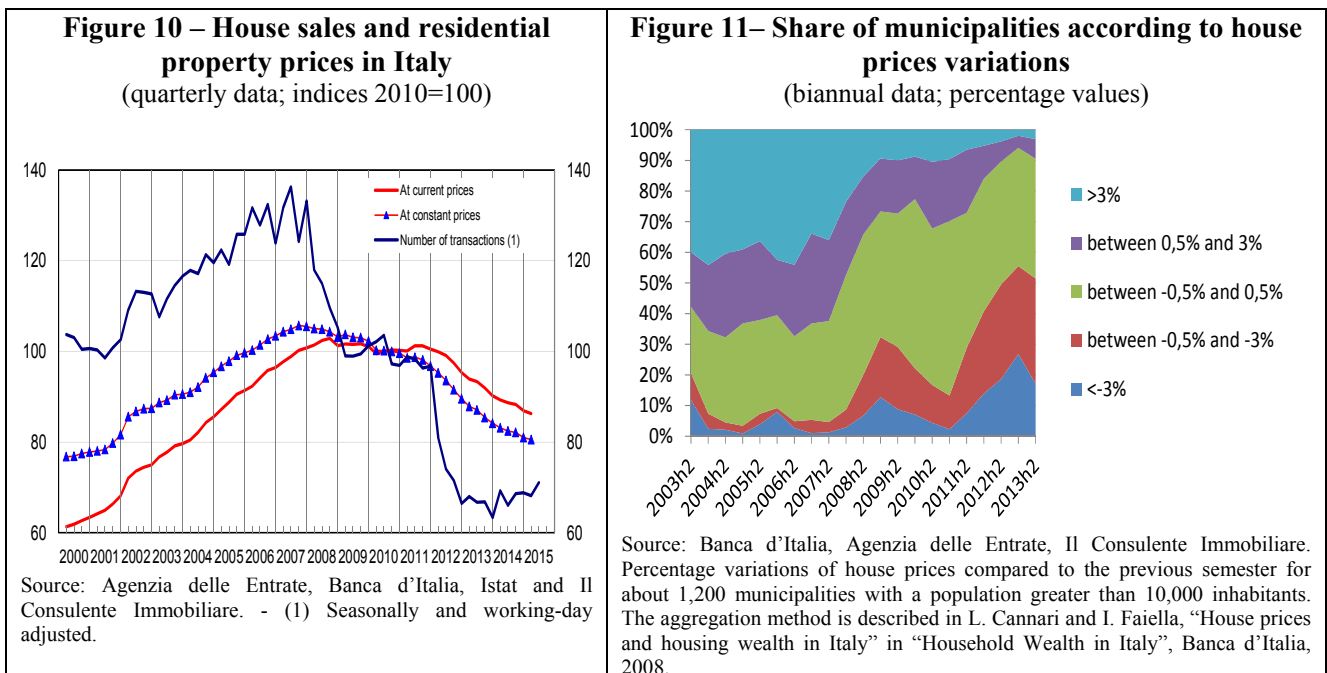 Figure 10 – House sales and residential
property prices in Italy
(quarterly data; indices 2010=100)
140
120
100
80
60
140
120
100
80
60
At current prices
At constant prices
Number of transactions (1)
2000 2001 2002 2003 2004 2005 2006 2007 2008 2009 2010 2011 2012 2013 2014 2015
Source: Agenzia delle Entrate, Banca d’Italia, Istat and Il
Consulente Immobiliare. - (1) Seasonally and working-day
adjusted.
Figure 11– Share of municipalities according to house
prices variations
(biannual data; percentage values)
100%
90%
80%
70%
60%
50%
40%
30%
20%
10%
0%
2003h2
2004h2
2005h2
2006h2
2007h2
2008h2
2009h2
2010h2
2011h2
2012h2
2013h2
>3%
between 0,5% and 3%
between -0,5% and 0,5%
between -0,5% and -3%
<-3%
Source: Banca d’Italia, Agenzia delle Entrate, Il Consulente Immobiliare.
Percentage variations of house prices compared to the previous semester for
about 1,200 municipalities with a population greater than 10,000 inhabitants.
The aggregation method is described in L. Cannari and I. Faiella, “House prices
and housing wealth in Italy” in “Household Wealth in Italy”, Banca d’Italia,
2008.